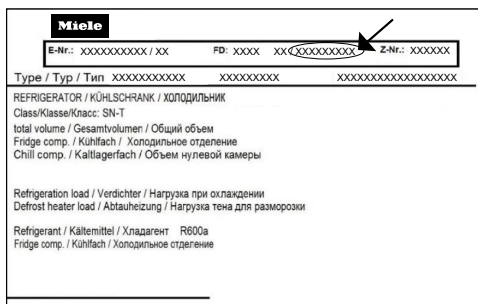 Miele
E-Nr.: XXXXXXXXXX / XX FD: XXXX XX / XXXXXXXXX Z-Nr.: XXXXXX
Type / Typ / Тип XXXXXXXXXXX XXXXXXXXX XXXXXXXXXXXXXXXXXX
REFRIGERATOR / KÜHLSCHRANK / ХОЛОДИЛЬНИК
Class/Klasse/Класс: SN-T
total volume / Gesamtvolumen / Общий объем
Fridge comp. / Kühlfach / Холодильное отделение
Chill comp. / Kaltlagerfach / Объем нулевой камеры
Refrigeration load / Verdichter / Нагрузка при охлаждении
Defrost heater load / Abtauheizung / Нагрузка тена для разморозки
Refrigerant / Kältemittel / Хладагент R600a
Fridge comp. / Kühlfach / Холодильное отделение